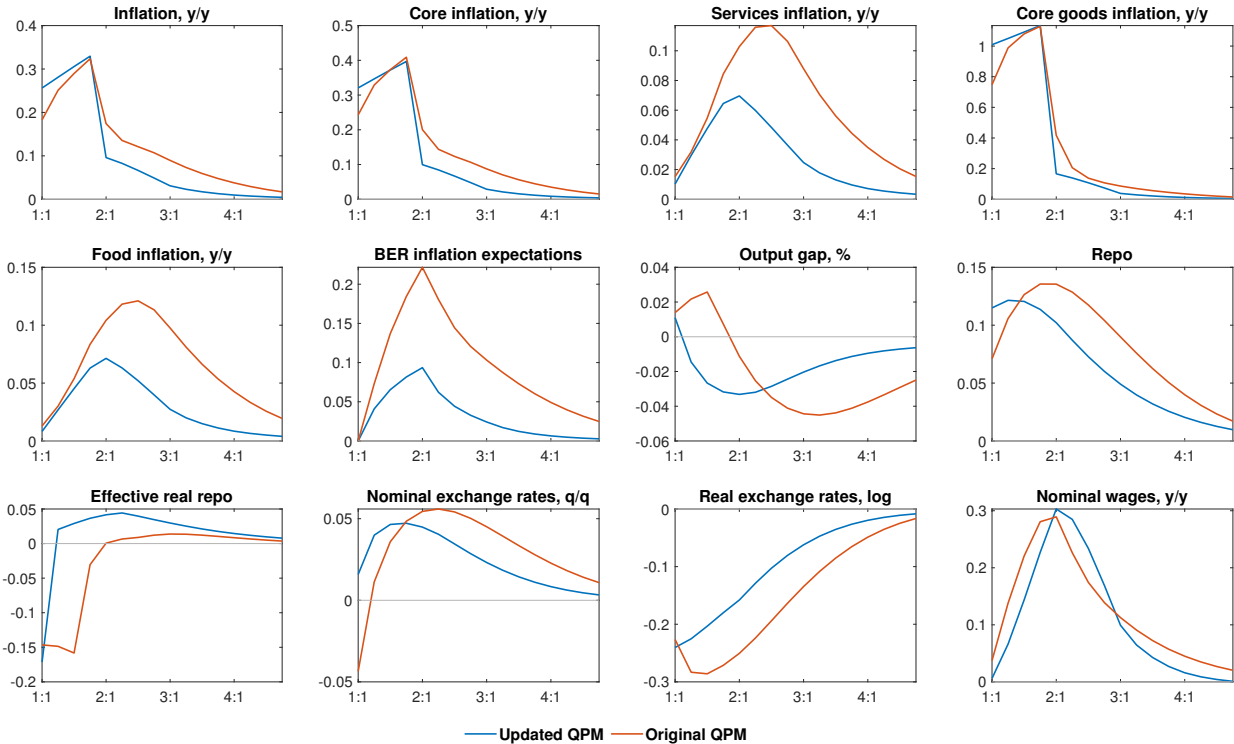 Inflation, y/y
0.4
0.3
0.2
0.1
0
1:1 2:1 3:1 4:1
Core inflation, y/y
0.5
0.4
0.3
0.2
0.1
0
1:1 2:1 3:1 4:1
Services inflation, y/y
0.1
0.08
0.06
0.04
0.02
0
1:1 2:1 3:1 4:1
Core goods inflation, y/y
1
0.8
0.6
0.4
0.2
0
1:1 2:1 3:1 4:1
Food inflation, y/y
0.15
0.1
0.05
0
1:1 2:1 3:1 4:1
BER inflation expectations
0.2
0.15
0.1
0.05
0
1:1 2:1 3:1 4:1
Output gap, %
0.04
0.02
0
-0.02
-0.04
-0.06
1:1 2:1 3:1 4:1
Repo
0.15
0.1
0.05
0
1:1 2:1 3:1 4:1
Effective real repo
0.05
0
-0.05
-0.1
-0.15
-0.2
1:1 2:1 3:1 4:1
Nominal exchange rates, q/q
0.05
0
-0.05
1:1 2:1 3:1 4:1
Real exchange rates, log
0
-0.1
-0.2
-0.3
1:1 2:1 3:1 4:1
Nominal wages, y/y
0.3
0.2
0.1
0
1:1 2:1 3:1 4:1
Updated QPM Original QPM